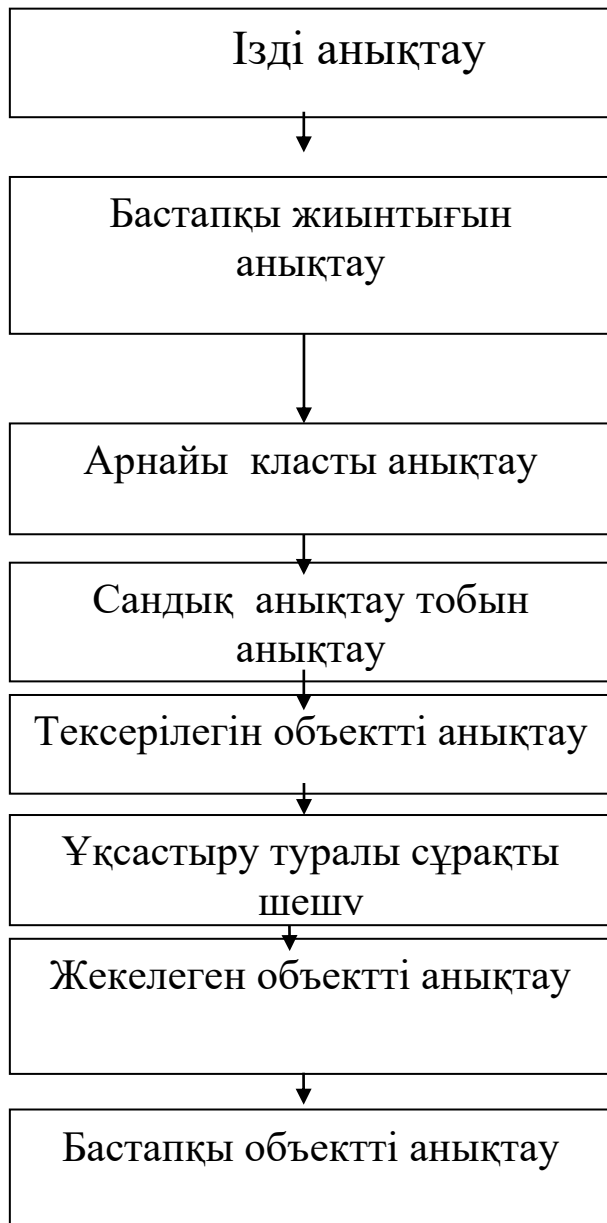 Ізді анықтау
Бастапқы жиынтығын
анықтау
Арнайы класты анықтау
Сандық анықтау тобын
анықтау
Тексерілегін объектті анықтау
Ұқсастыру туралы сұрақты
шешу
Жекелеген объектті анықтау
Бастапқы объектті анықтау